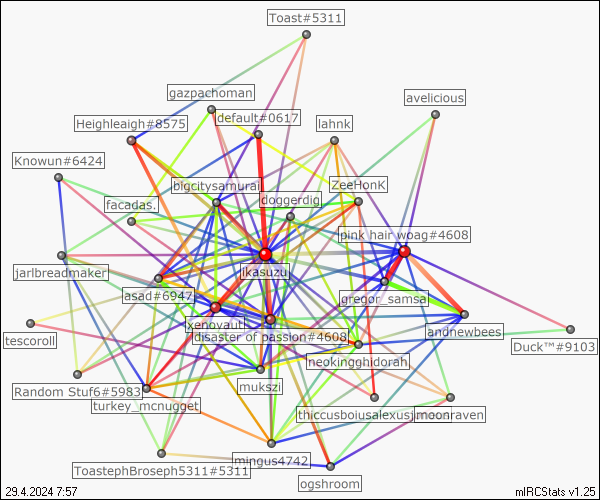 Toast#5311
gazpachoman
avelicious
default#0617
Heighleaigh#8575
lahnk
Knowun#6424
bigcitysamurai
ZeeHonK
doggerdig
facadas.
pink hair woag#4608
jarlbreadmaker
ikasuzu
asad#6947
gregor_samsa
xenovaut
andnewbees
tescoroll
disaster of passion#4608
Duck™#9103
neokingghidorah
mukszi
Random Stuf6#5983
turkey_mcnugget
thiccusboiusalexusj
moonraven
mingus4742
ToastephBroseph5311#5311
ogshroom
29.4.2024 7:57
mIRCStats v1.25